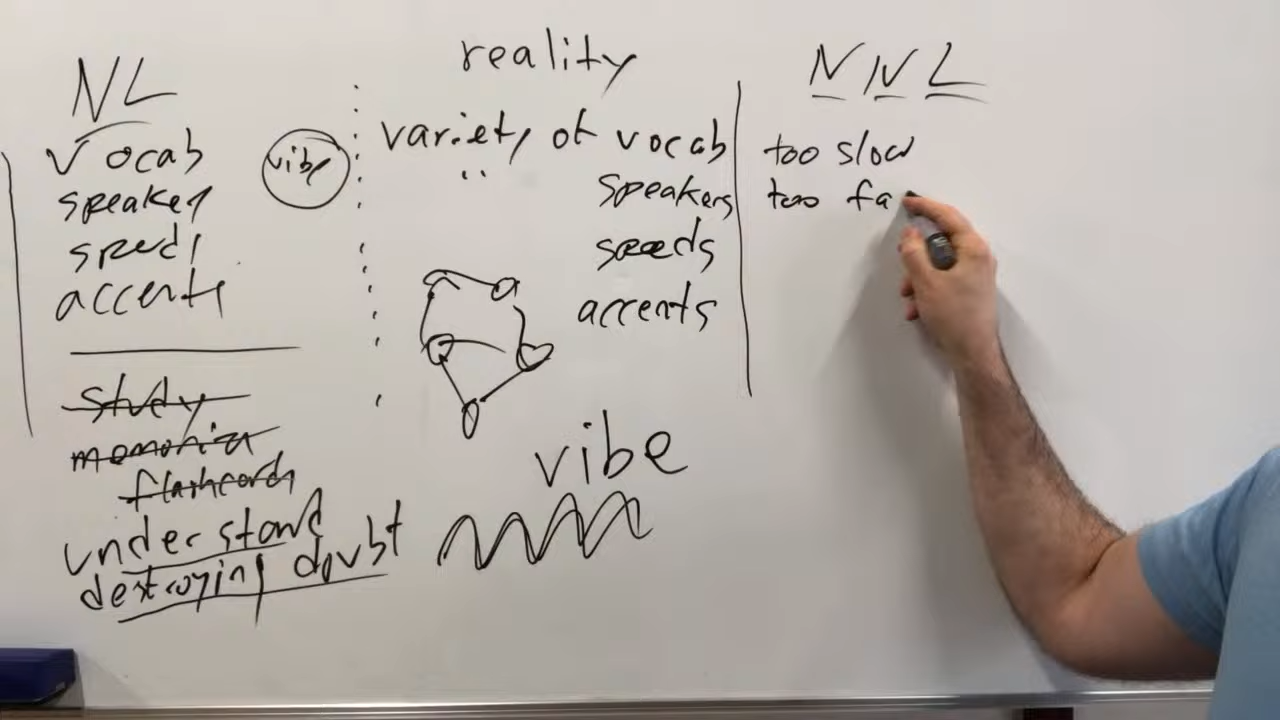 NL
vocab
speaker
speed
accents
vibe
study
memorize
flashcards
understand
destroying doubt
reality
variety of vocab
" speakers
speeds
accents
vibe
NNL
too slow
too fa